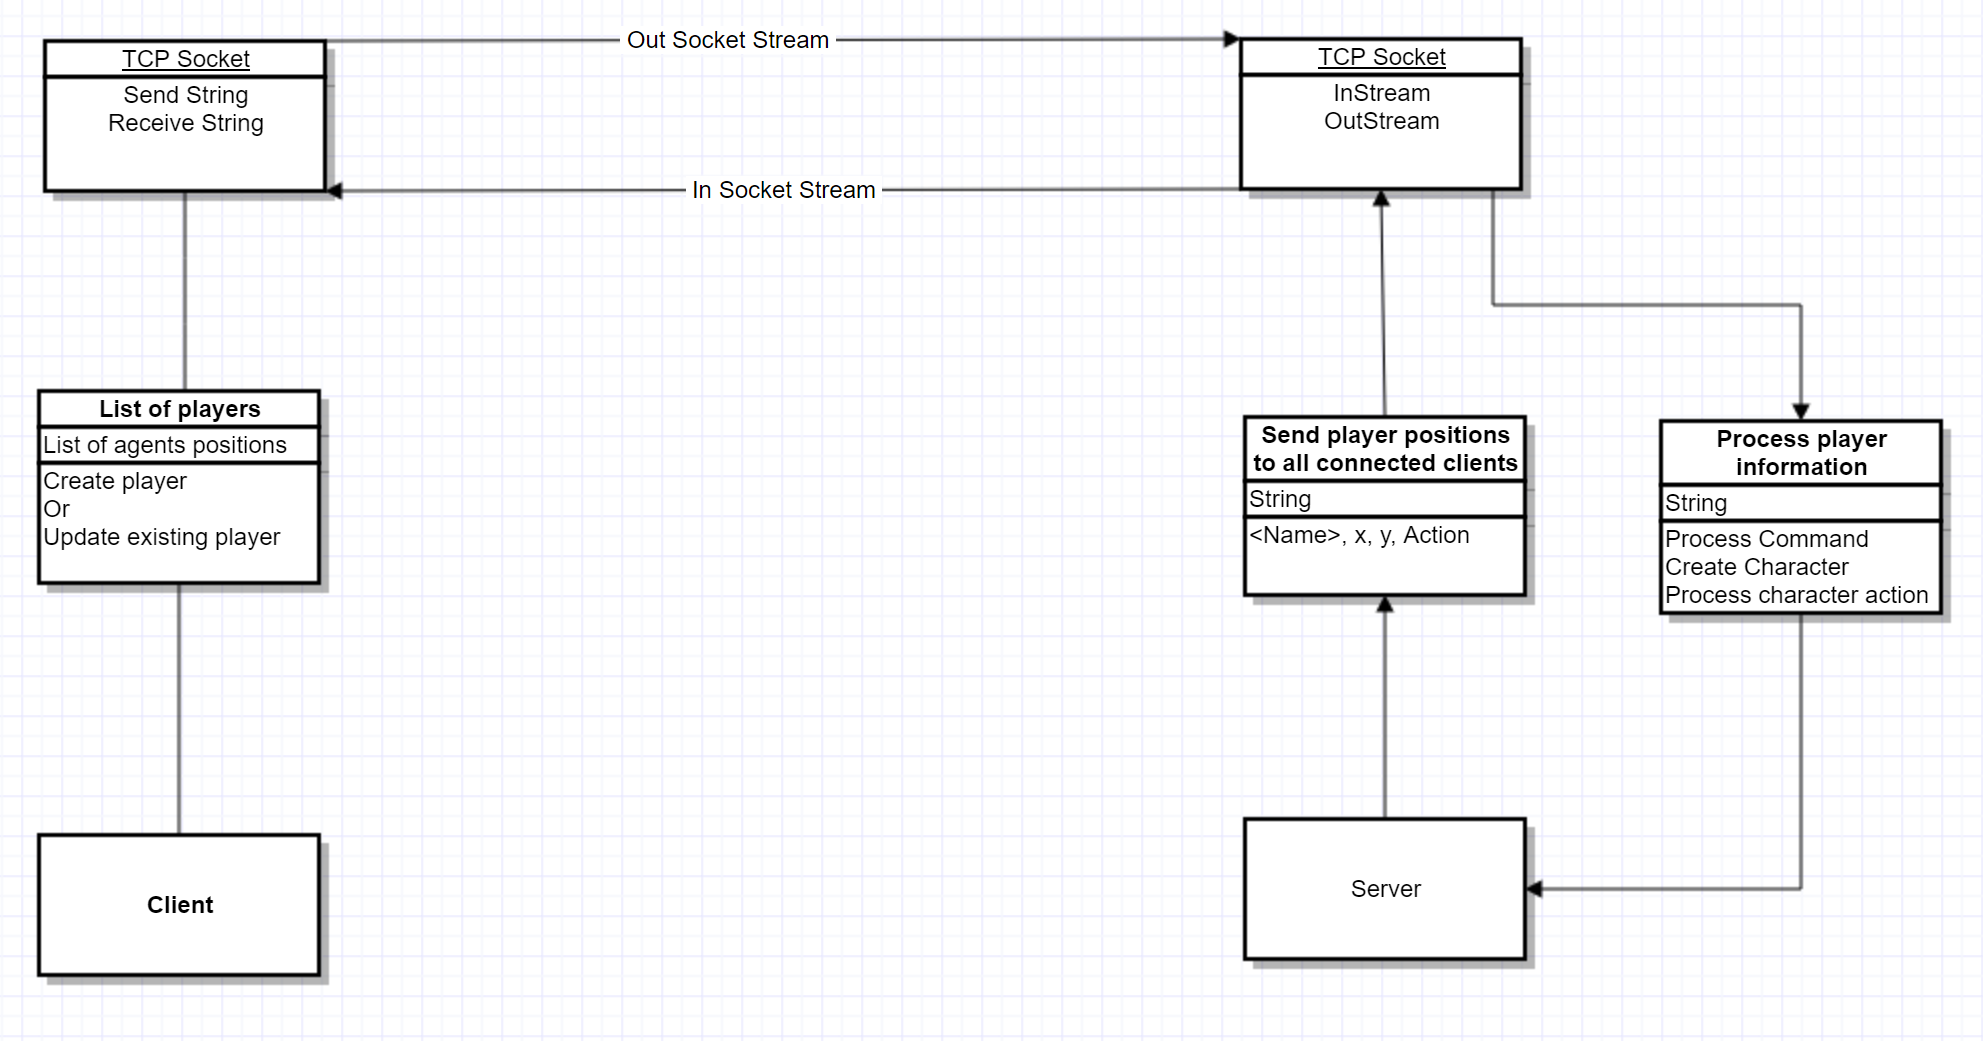 TCP Socket
Send String
Receive String
Out Socket Stream
In Socket Stream
TCP Socket
InStream
OutStream
List of players
List of agents positions
Create player
Or
Update existing player
Send player positions
to all connected clients
String
<Name>, x, y, Action
Process player
information
String
Process Command
Create Character
Process character action
Client
Server